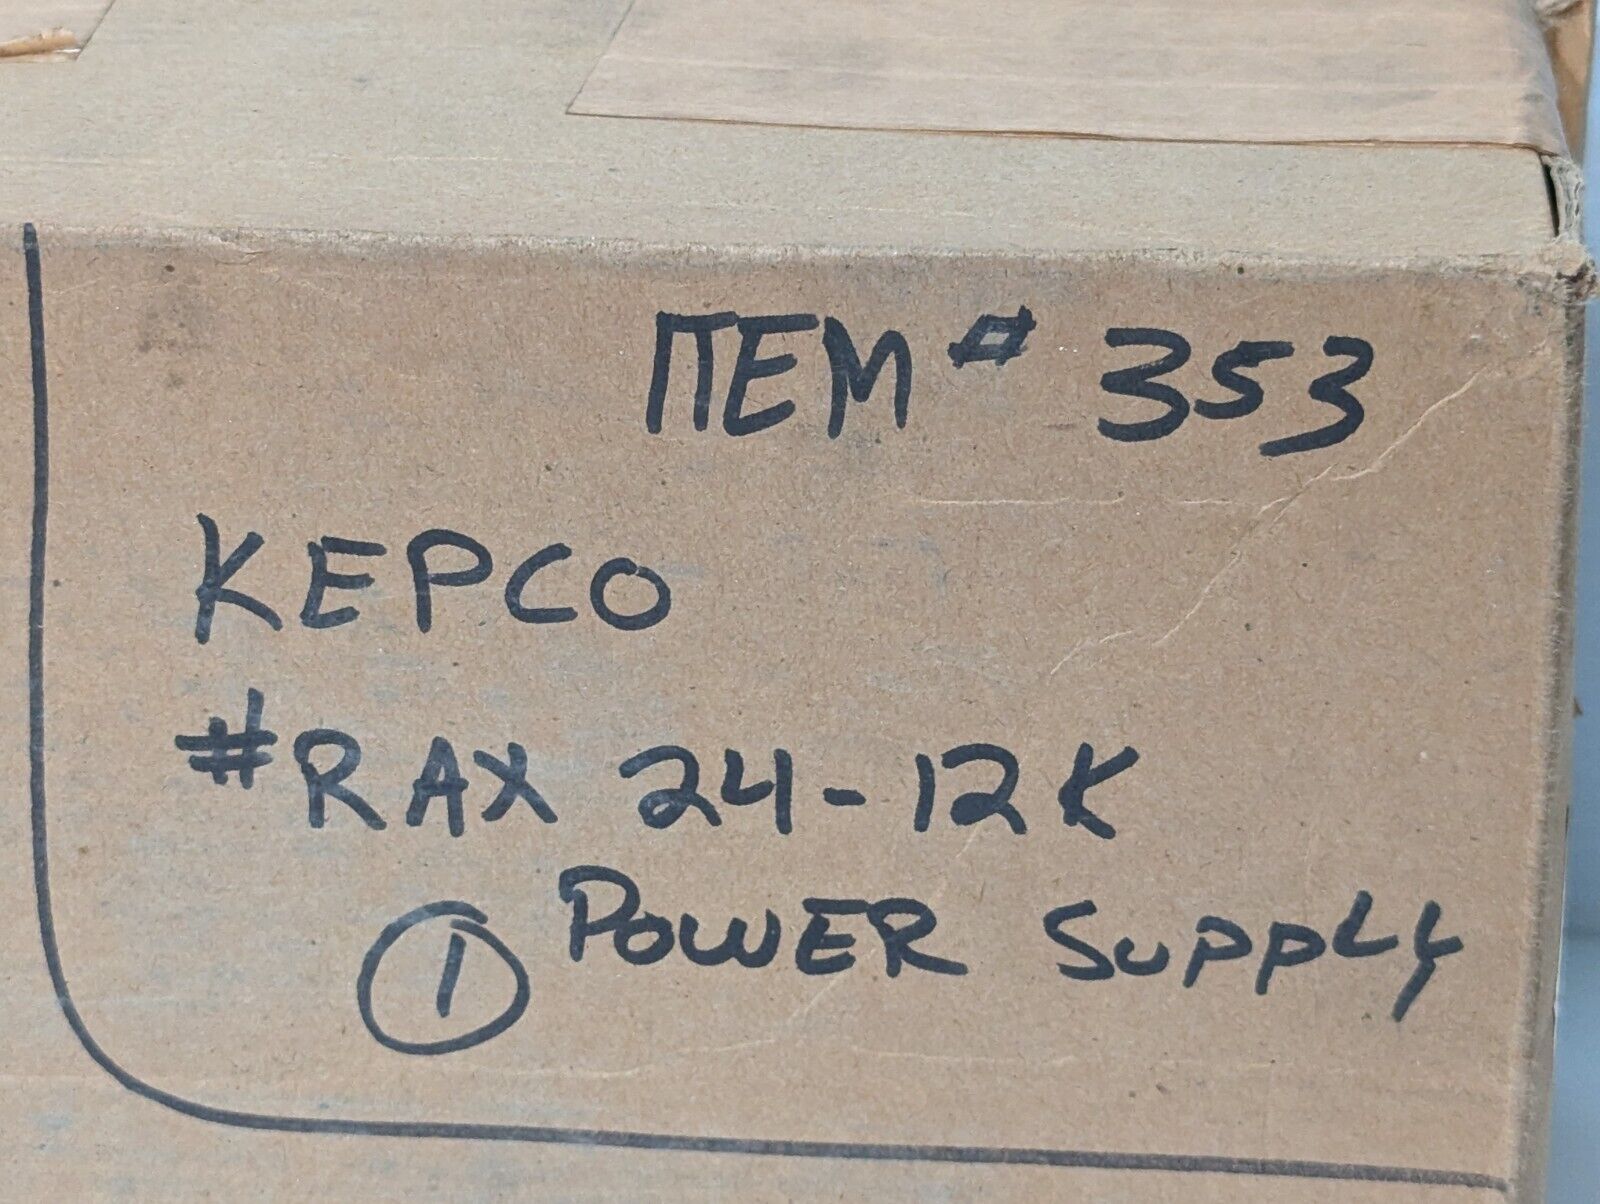 ITEM # 353
KEPCO
#RAX 24-12K
1 POWER SUPPLY